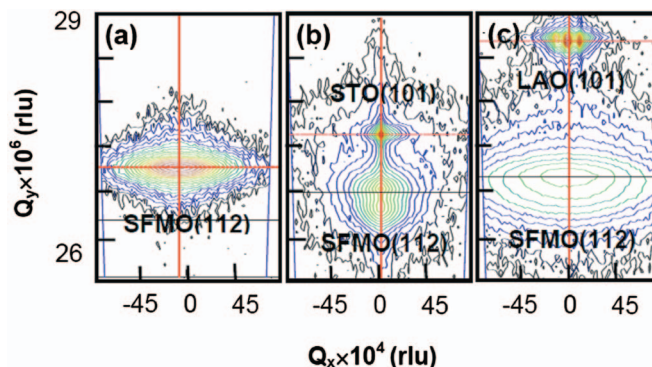 (a) (b) (c)
29
STO(101) LAO(101)
Qy×10⁶ (rlu)
SFMO(112) SFMO(112) SFMO(112)
26
-45 0 45 -45 0 45 -45 0 45
Qx×10⁴ (rlu)